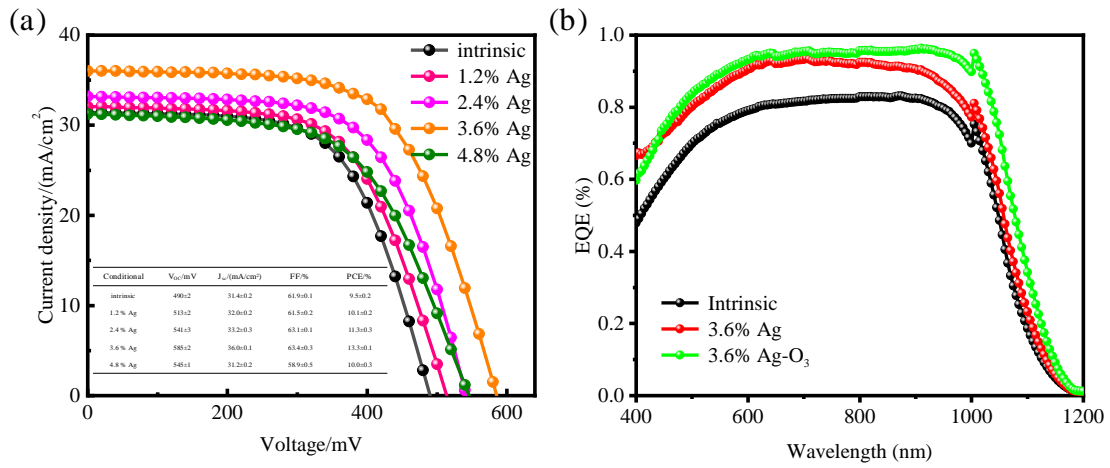 (a)
40
30
20
10
0
Current density/(mA/cm²)
0 200 400 600
Voltage/mV
intrinsic
1.2% Ag
2.4% Ag
3.6% Ag
4.8% Ag
Conditional V_OC/mV J_sc/(mA/cm²) FF/% PCE/%
intrinsic 490±2 31.4±0.2 61.9±0.1 9.5±0.2
1.2 % Ag 513±2 32.0±0.2 61.5±0.2 10.1±0.2
2.4 % Ag 541±3 33.2±0.3 63.1±0.1 11.3±0.3
3.6 % Ag 585±2 36.0±0.1 63.4±0.3 13.3±0.1
4.8 % Ag 545±1 31.2±0.2 58.9±0.5 10.0±0.3
(b)
1.0
0.8
0.6
0.4
0.2
0.0
EQE (%)
400 600 800 1000 1200
Wavelength (nm)
Intrinsic
3.6% Ag
3.6% Ag-O₃